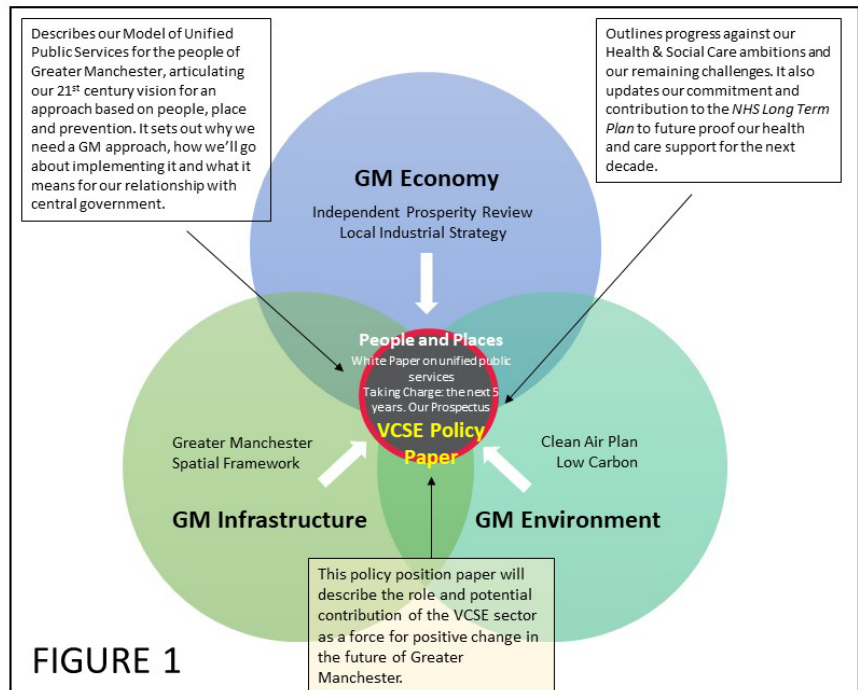 Describes our Model of Unified
Public Services for the people of
Greater Manchester, articulating
our 21st century vision for an
approach based on people, place
and prevention. It sets out why we
need a GM approach, how we'll go
about implementing it and what it
means for our relationship with
central government.
Outlines progress against our
Health & Social Care ambitions and
our remaining challenges. It also
updates our commitment and
contribution to the NHS Long Term
Plan to future proof our health
and care support for the next
decade.
GM Economy
Independent Prosperity Review
Local Industrial Strategy
People and Places
White Paper on unified public
services
Taking Charge: the next 5
years. Our Prospectus
VCSE Policy
Paper
Greater Manchester
Spatial Framework
GM Infrastructure
Clean Air Plan
Low Carbon
GM Environment
This policy position paper will
describe the role and potential
contribution of the VCSE sector
as a force for positive change in
the future of Greater
Manchester.
FIGURE 1